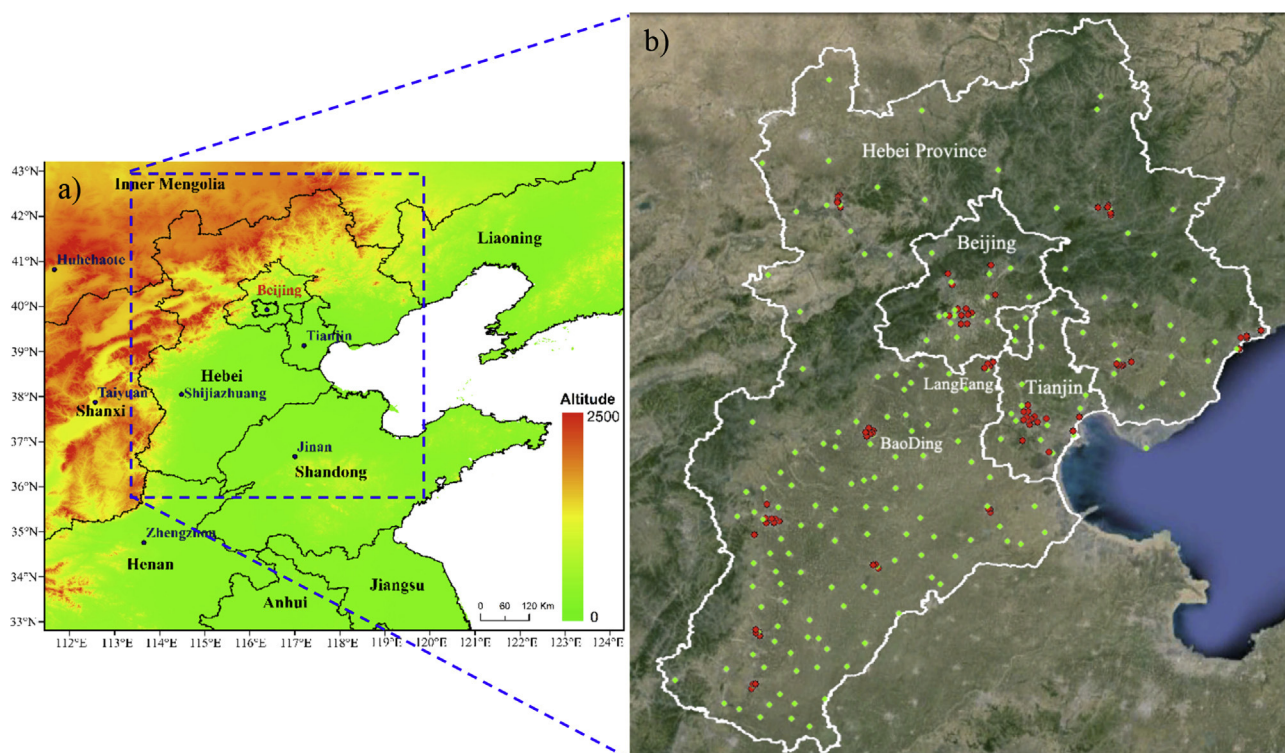 a)
43°N
42°N
41°N
40°N
39°N
38°N
37°N
36°N
35°N
34°N
33°N
Inner Mengolia
Huhehaote
Liaoning
Beijing
Tianjin
Hebei
Shijiazhuang
Taiyuan
Shanxi
Jinan
Shandong
Zhengzhou
Henan
Anhui
Jiangsu
Altitude
2500
0
0 60 120 Km
112°E 113°E 114°E 115°E 116°E 117°E 118°E 119°E 120°E 121°E 122°E 123°E 124°E
b)
Hebei Province
Beijing
LangFang
Tianjin
BaoDing